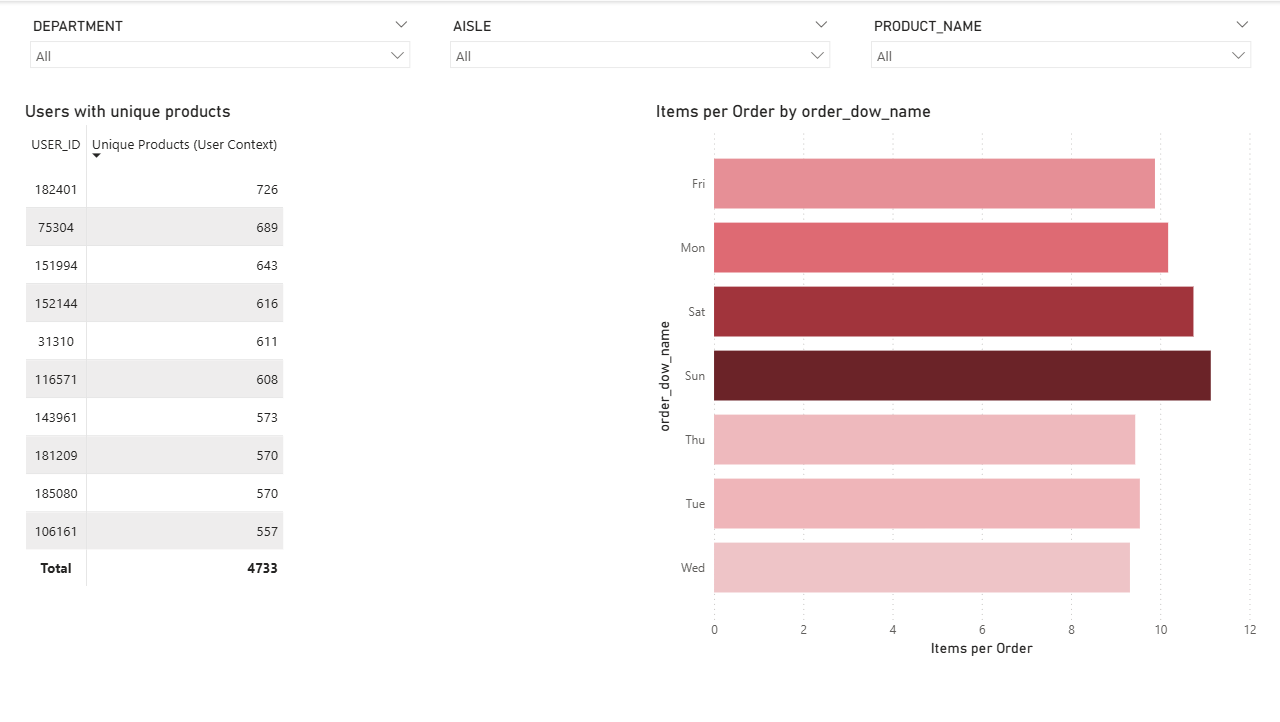 DEPARTMENT AISLE PRODUCT_NAME
All All All
Users with unique products
USER_ID Unique Products (User Context)
182401 726
75304 689
151994 643
152144 616
31310 611
116571 608
143961 573
181209 570
185080 570
106161 557
Total 4733
Items per Order by order_dow_name
order_dow_name
Fri
Mon
Sat
Sun
Thu
Tue
Wed
0 2 4 6 8 10 12
Items per Order